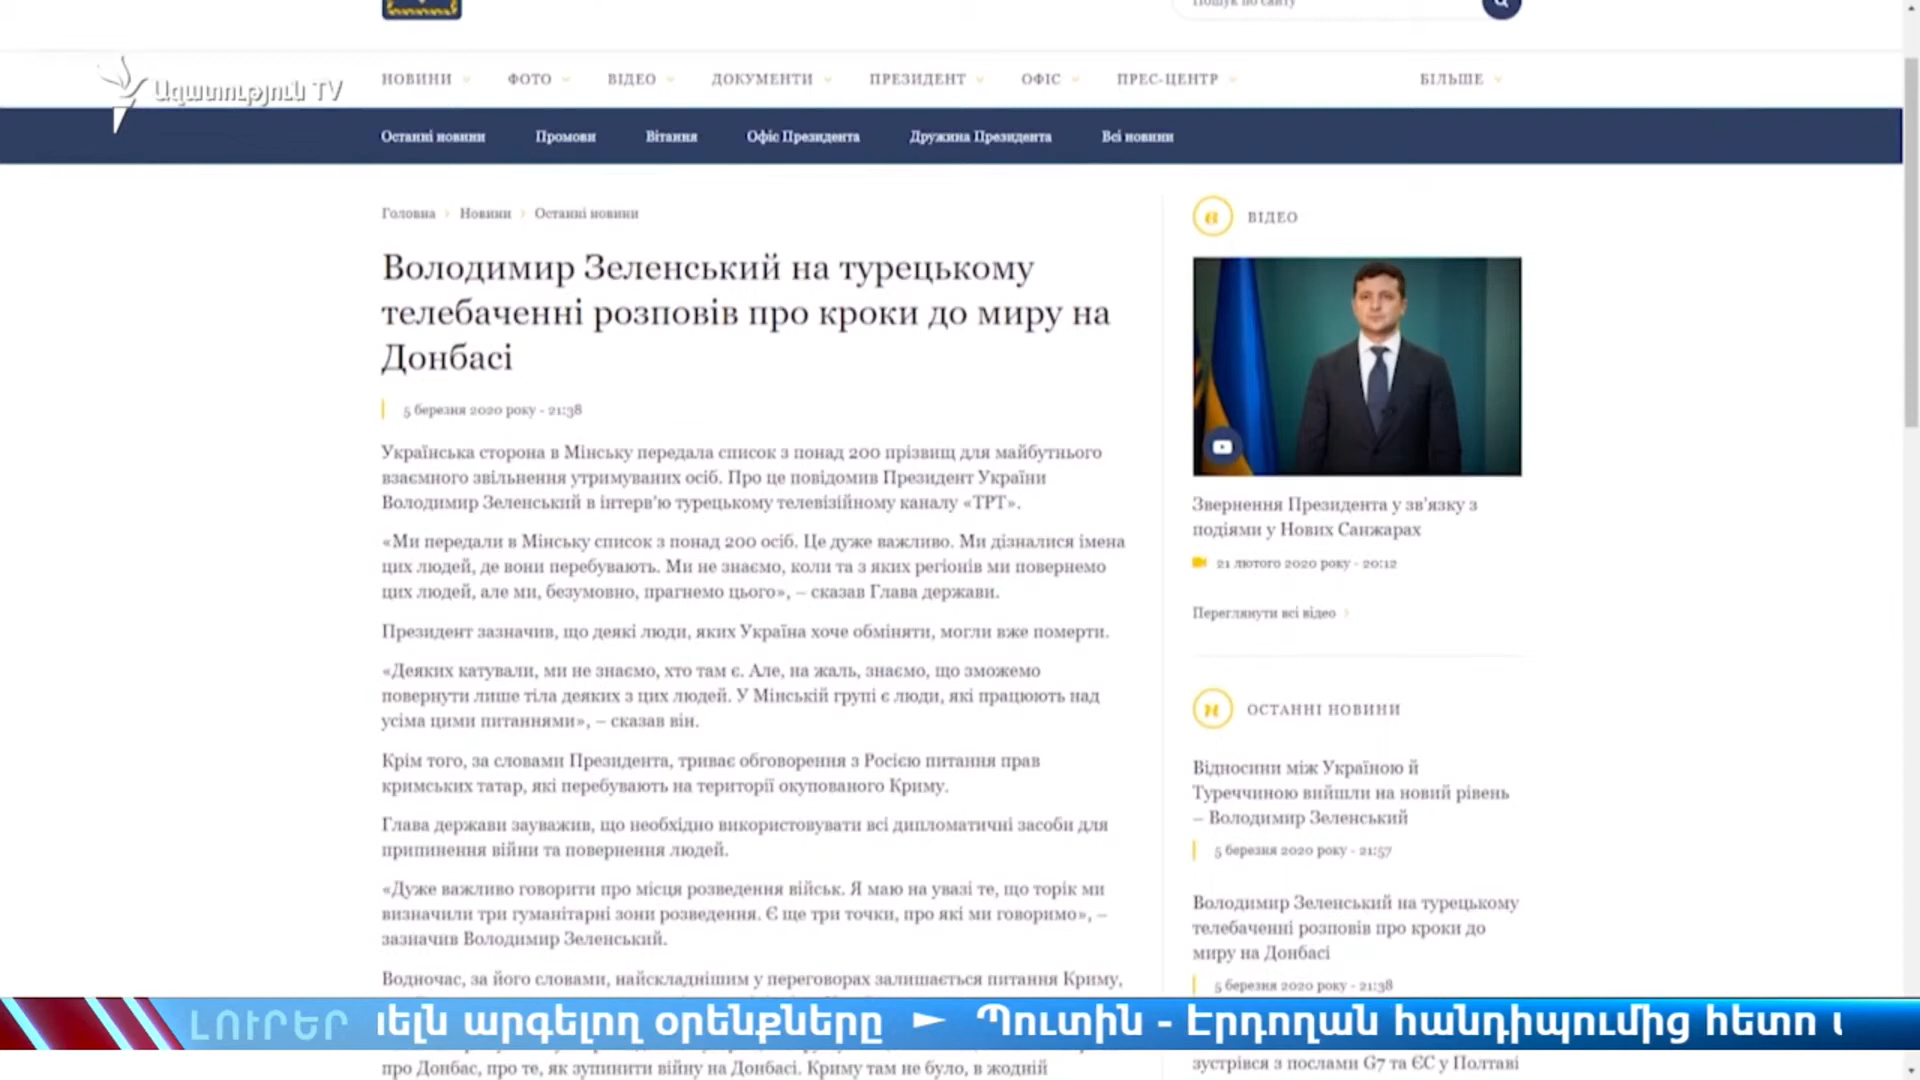 Пошук по сайту
Ազատություն TV
НОВИНИ ФОТО ВІДЕО ДОКУМЕНТИ ПРЕЗИДЕНТ ОФІС ПРЕС-ЦЕНТР БІЛЬШЕ
Останні новини Промови Вітання Офіс Президента Дружина Президента Всі новини
Головна > Новини > Останні новини
Володимир Зеленський на турецькому
телебаченні розповів про кроки до миру на
Донбасі
5 березня 2020 року - 21:38
Українська сторона в Мінську передала список з понад 200 прізвищ для майбутнього
взаємного звільнення утримуваних осіб. Про це повідомив Президент України
Володимир Зеленський в інтерв'ю турецькому телевізійному каналу «ТРТ».
«Ми передали в Мінську список з понад 200 осіб. Це дуже важливо. Ми дізналися імена
цих людей, де вони перебувають. Ми не знаємо, коли та з яких регіонів ми повернемо
цих людей, але ми, безумовно, прагнемо цього», – сказав Глава держави.
Президент зазначив, що деякі люди, яких Україна хоче обміняти, могли вже померти.
«Деяких катували, ми не знаємо, хто там є. Але, на жаль, знаємо, що зможемо
повернути лише тіла деяких з цих людей. У Мінській групі є люди, які працюють над
усіма цими питаннями», – сказав він.
Крім того, за словами Президента, триває обговорення з Росією питання прав
кримських татар, які перебувають на території окупованого Криму.
Глава держави зауважив, що необхідно використовувати всі дипломатичні засоби для
припинення війни та повернення людей.
«Дуже важливо говорити про місця розведення військ. Я маю на увазі те, що торік ми
визначили три гуманітарні зони розведення. Є ще три точки, про які ми говоримо», –
зазначив Володимир Зеленський.
Водночас, за його словами, найскладнішим у переговорах залишається питання Криму,
про Донбас, про те, як зупинити війну на Донбасі. Криму там не було, в жодній
ВІДЕО
Звернення Президента у зв'язку з
подіями у Нових Санжарах
21 лютого 2020 року - 20:12
Переглянути всі відео >
ОСТАННІ НОВИНИ
Відносини між Україною й
Туреччиною вийшли на новий рівень
– Володимир Зеленський
5 березня 2020 року - 21:57
Володимир Зеленський на турецькому
телебаченні розповів про кроки до
миру на Донбасі
5 березня 2020 року - 21:38
зустрівся з послами G7 та ЄС у Полтаві
ԼՈՒՐԵՐ արգելող օրենքները ► Պուտին - Էրդողան հանդիպումից հետո